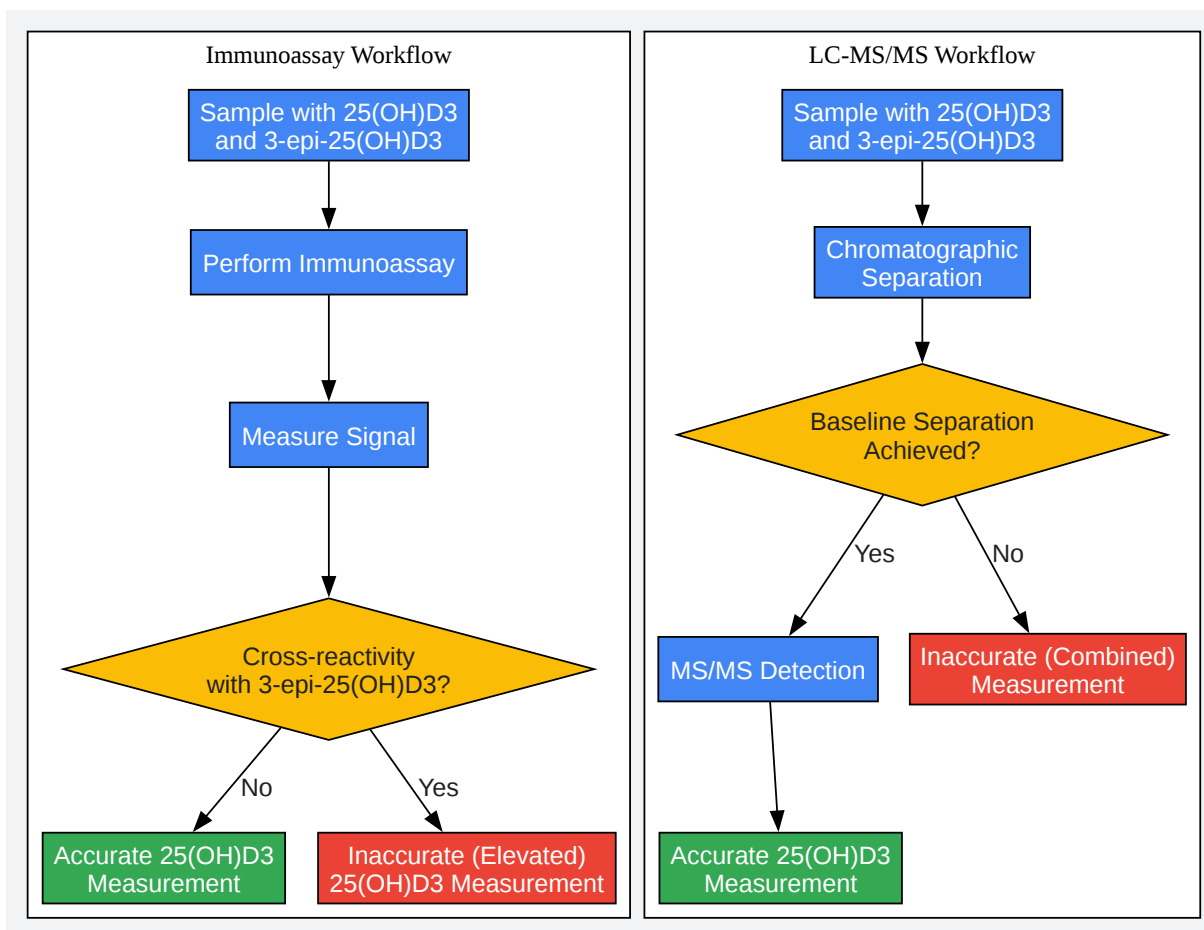 Immunoassay Workflow
Sample with 25(OH)D3
and 3-epi-25(OH)D3
Perform Immunoassay
Measure Signal
Cross-reactivity
with 3-epi-25(OH)D3?
No
Yes
Accurate 25(OH)D3
Measurement
Inaccurate (Elevated)
25(OH)D3 Measurement
LC-MS/MS Workflow
Sample with 25(OH)D3
and 3-epi-25(OH)D3
Chromatographic
Separation
Baseline Separation
Achieved?
Yes
No
MS/MS Detection
Inaccurate (Combined)
Measurement
Accurate 25(OH)D3
Measurement